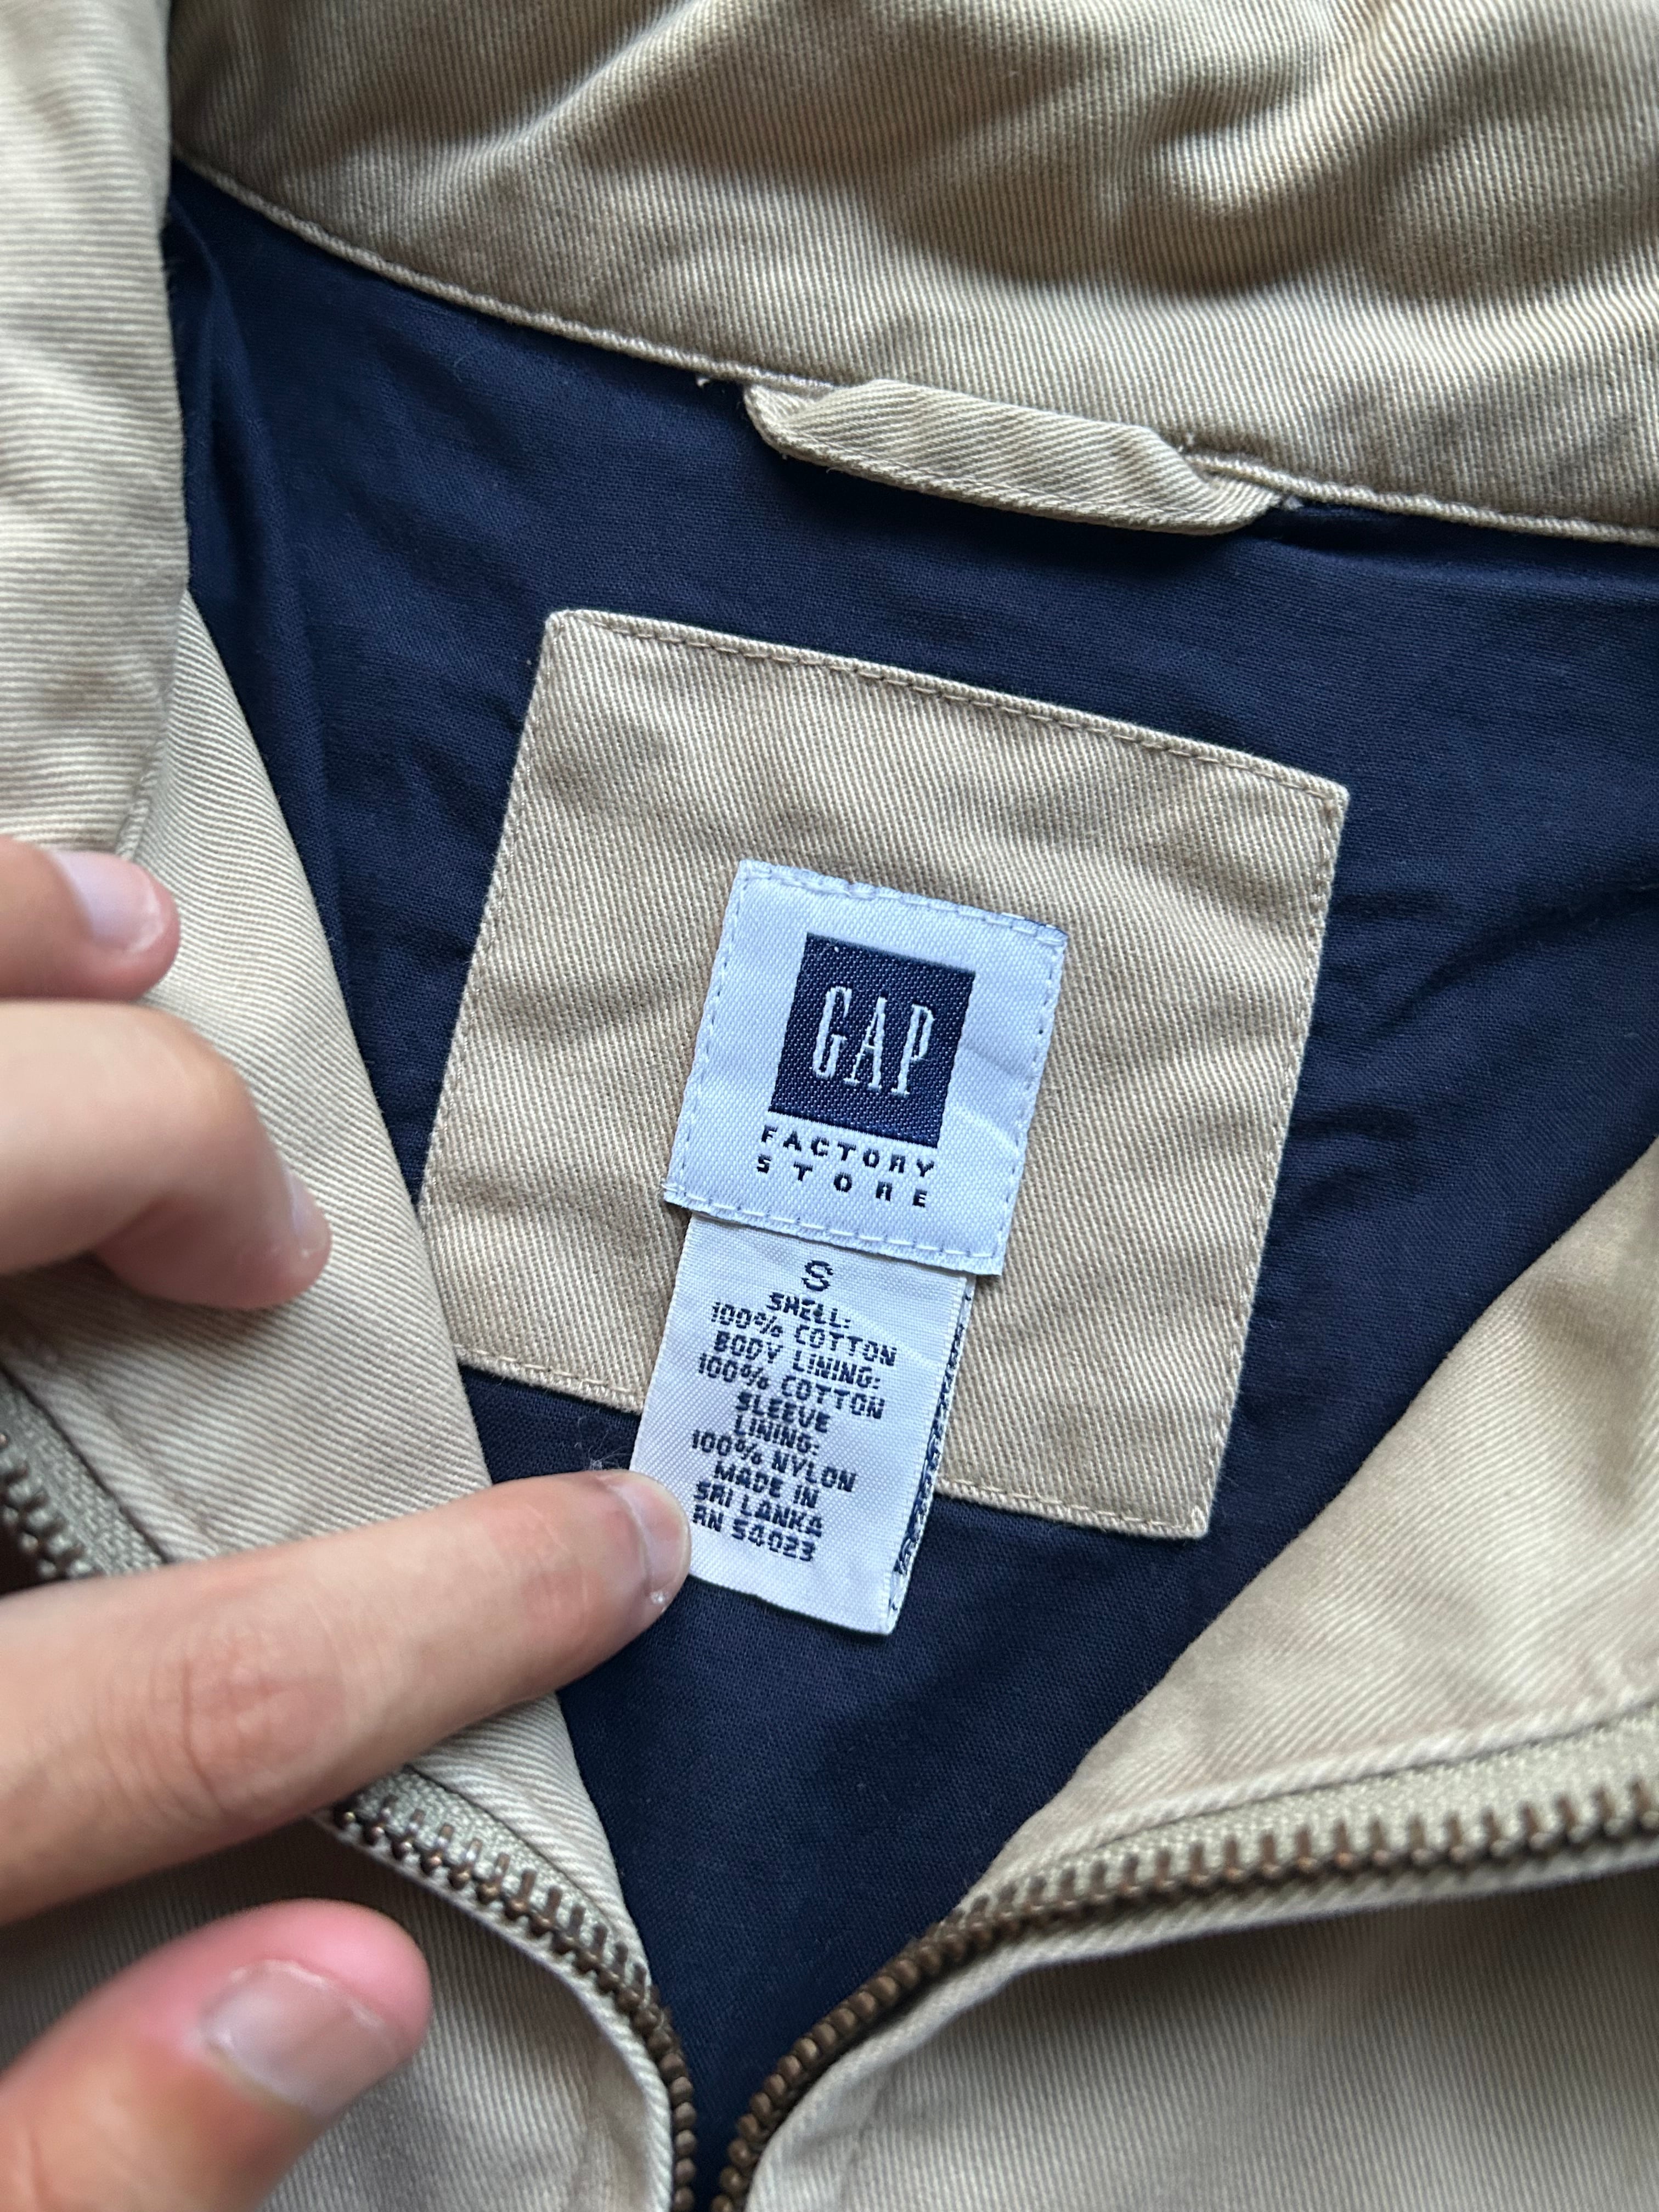 GAP
FACTORY
STORE
S
SHELL:
100% COTTON
BODY LINING:
100% COTTON
SLEEVE
LINING:
100% NYLON
MADE IN
SRI LANKA
RN 54023